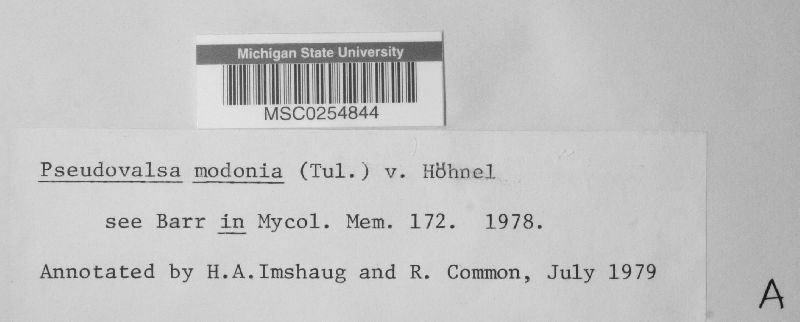 Michigan State University
MSC0254844
Pseudovalsa modonia (Tul.) v. Höhnel
see Barr in Mycol. Mem. 172. 1978.
Annotated by H.A.Imshaug and R. Common, July 1979
A